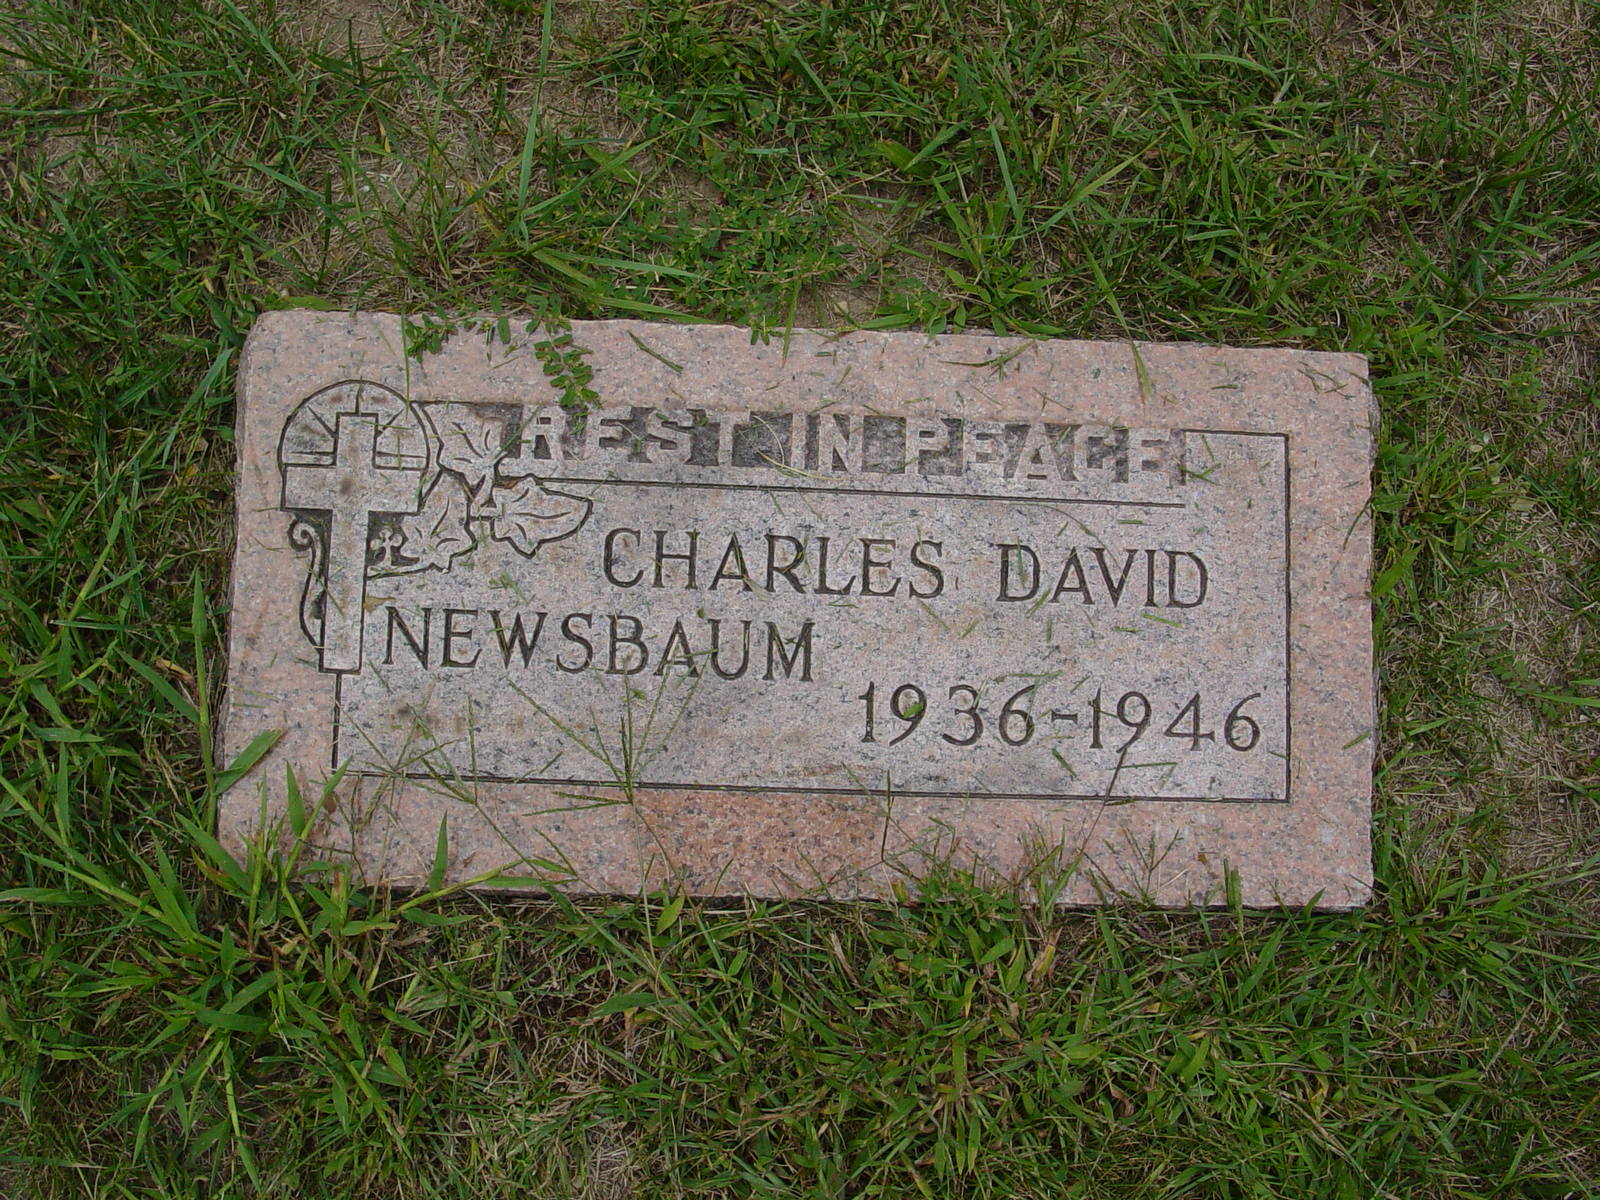 REST IN PEACE
CHARLES DAVID
NEWSBAUM
1936-1946